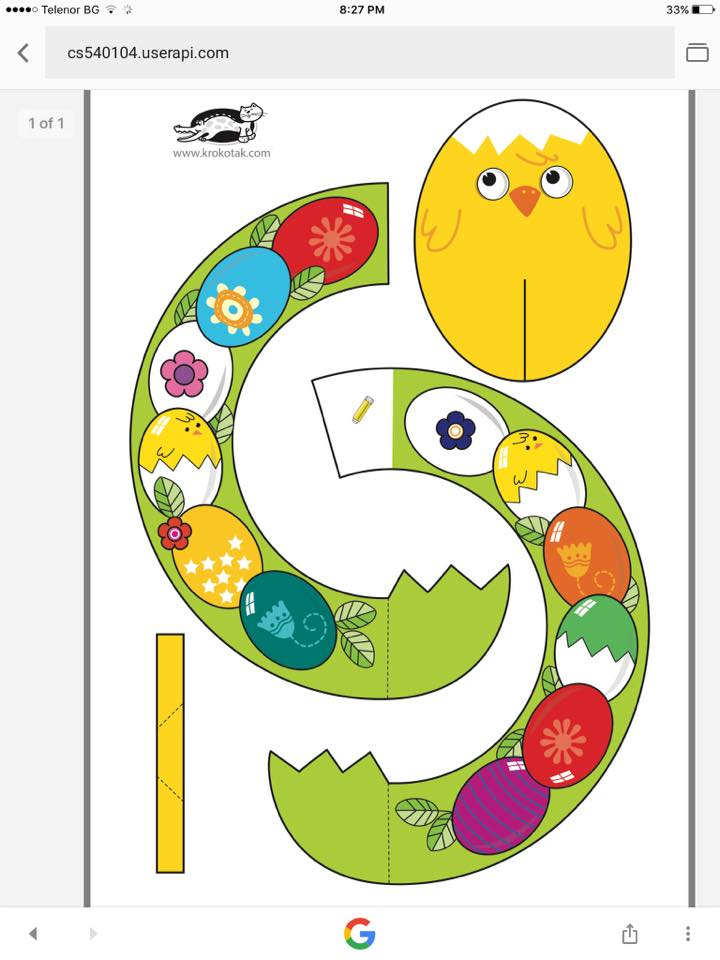 ●●●●○ Telenor BG 8:27 PM 33%
cs540104.userapi.com
1 of 1
www.krokotak.com